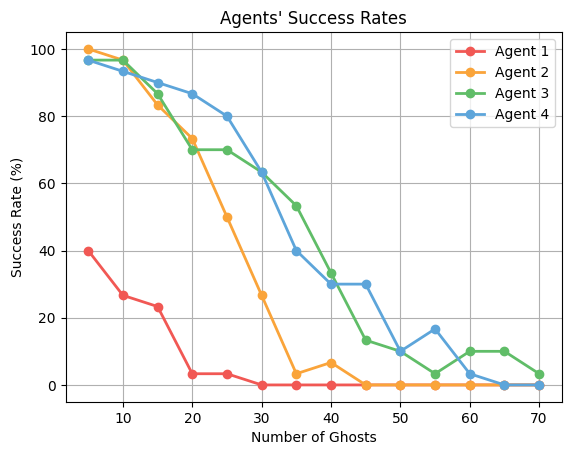 Agents' Success Rates
Agent 1
Agent 2
Agent 3
Agent 4
Success Rate (%)
100
80
60
40
20
0
10 20 30 40 50 60 70
Number of Ghosts